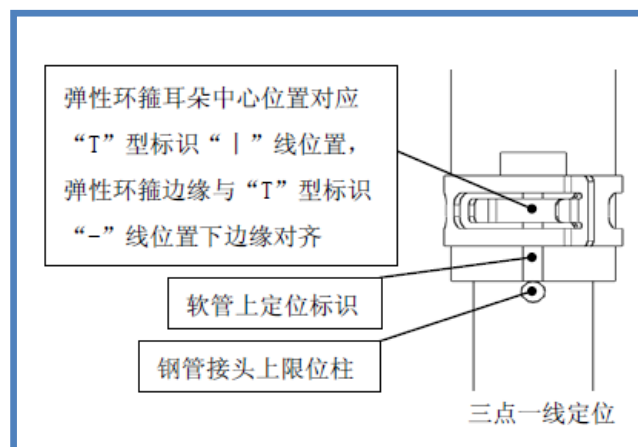 弹性环箍耳朵中心位置对应
“T”型标识“丨”线位置，
弹性环箍边缘与“T”型标识
“-”线位置下边缘对齐
软管上定位标识
钢管接头上限位柱
三点一线定位